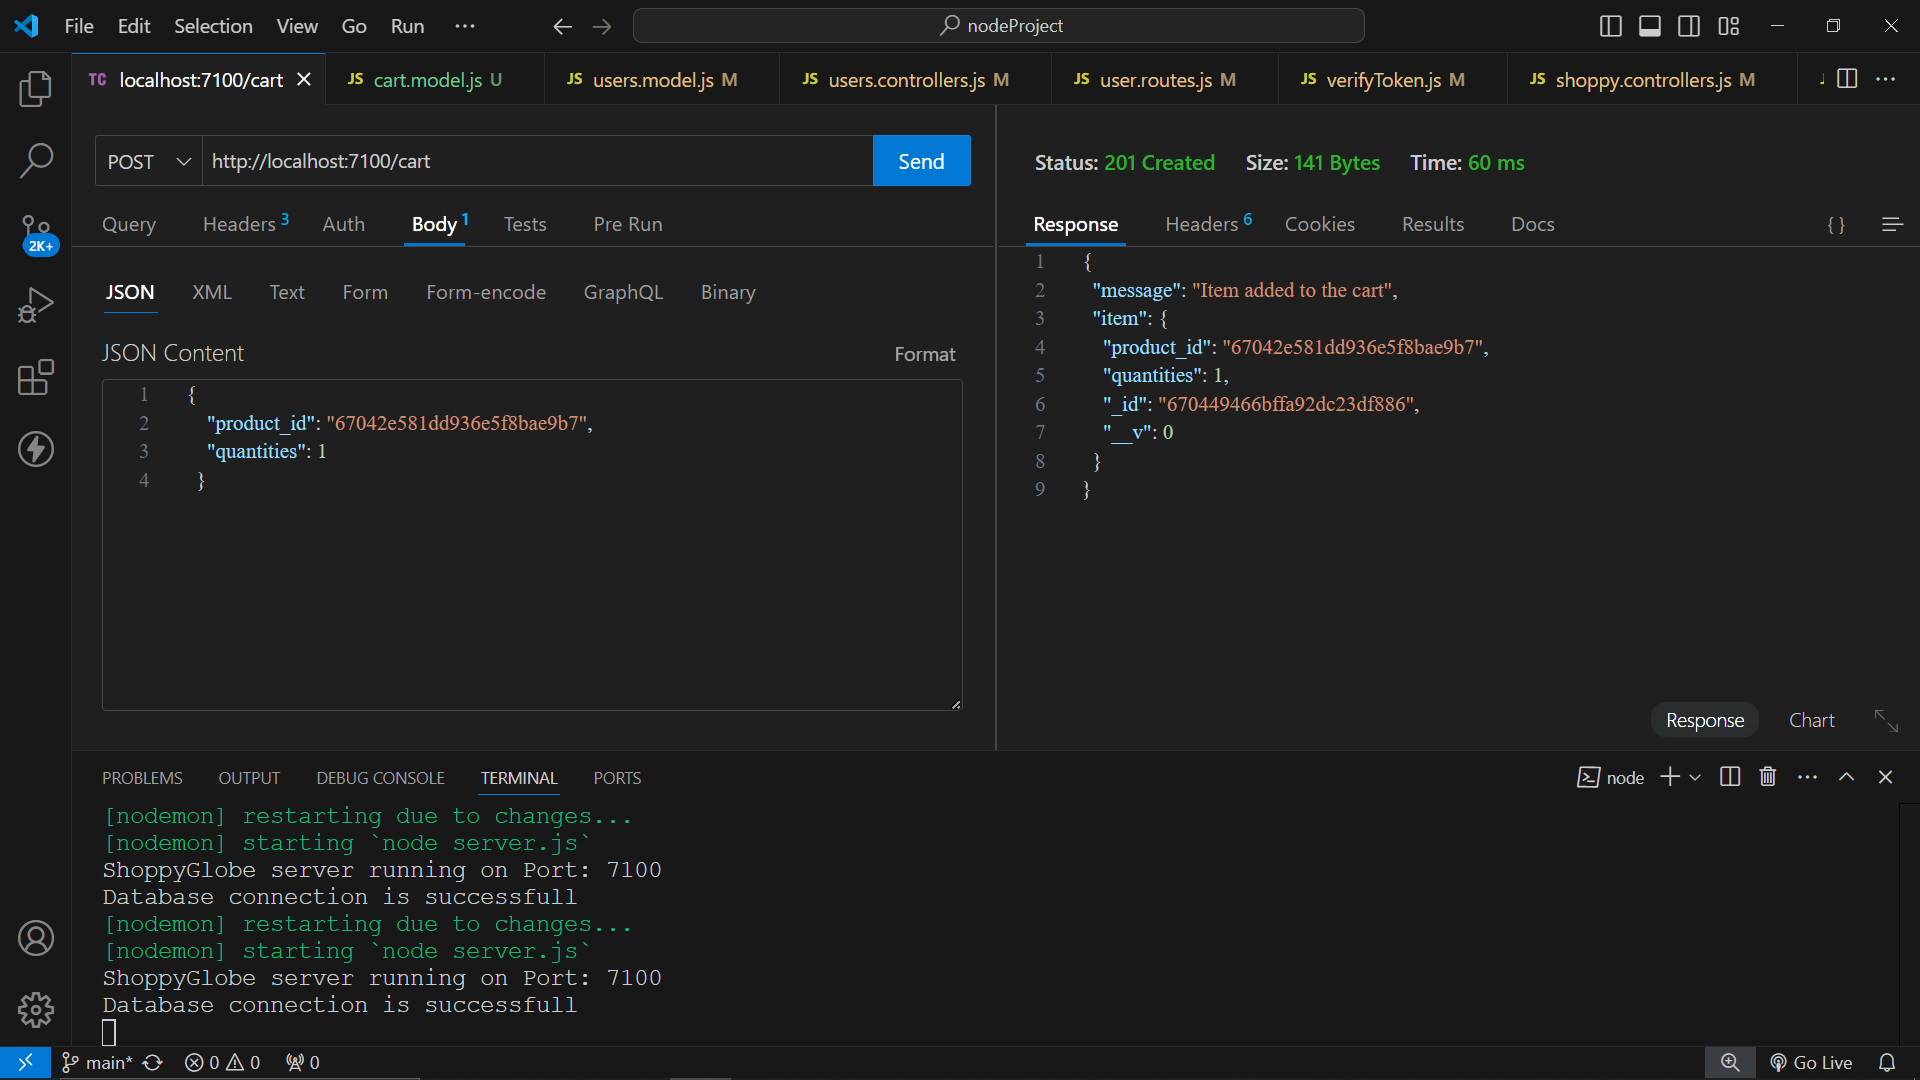 File Edit Selection View Go Run ··· nodeProject
TC localhost:7100/cart JS cart.model.js U JS users.model.js M JS users.controllers.js M JS user.routes.js M JS verifyToken.js M JS shoppy.controllers.js M
POST http://localhost:7100/cart Send
Query Headers 3 Auth Body 1 Tests Pre Run
JSON XML Text Form Form-encode GraphQL Binary
JSON Content Format
1 {
2 "product_id": "67042e581dd936e5f8bae9b7",
3 "quantities": 1
4 }
Status: 201 Created Size: 141 Bytes Time: 60 ms
Response Headers 6 Cookies Results Docs { }
1 {
2 "message": "Item added to the cart",
3 "item": {
4 "product_id": "67042e581dd936e5f8bae9b7",
5 "quantities": 1,
6 "_id": "670449466bffa92dc23df886",
7 "__v": 0
8 }
9 }
Response Chart
2K+
PROBLEMS OUTPUT DEBUG CONSOLE TERMINAL PORTS node
[nodemon] restarting due to changes...
[nodemon] starting `node server.js`
ShoppyGlobe server running on Port: 7100
Database connection is successfull
[nodemon] restarting due to changes...
[nodemon] starting `node server.js`
ShoppyGlobe server running on Port: 7100
Database connection is successfull
main* 0 0 0 Go Live